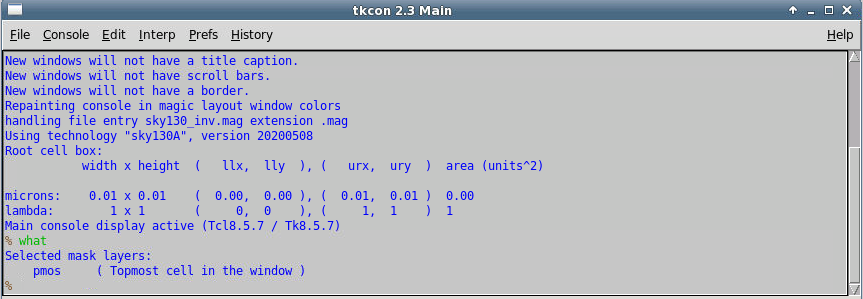 tkcon 2.3 Main
File Console Edit Interp Prefs History Help
New windows will not have a title caption.
New windows will not have scroll bars.
New windows will not have a border.
Repainting console in magic layout window colors
handling file entry sky130_inv.mag extension .mag
Using technology "sky130A", version 20200508
Root cell box:
width x height ( llx, lly ), ( urx, ury ) area (units^2)
microns: 0.01 x 0.01 ( 0.00, 0.00 ), ( 0.01, 0.01 ) 0.00
lambda: 1 x 1 ( 0, 0 ), ( 1, 1 ) 1
Main console display active (Tcl8.5.7 / Tk8.5.7)
% what
Selected mask layers:
pmos ( Topmost cell in the window )
%